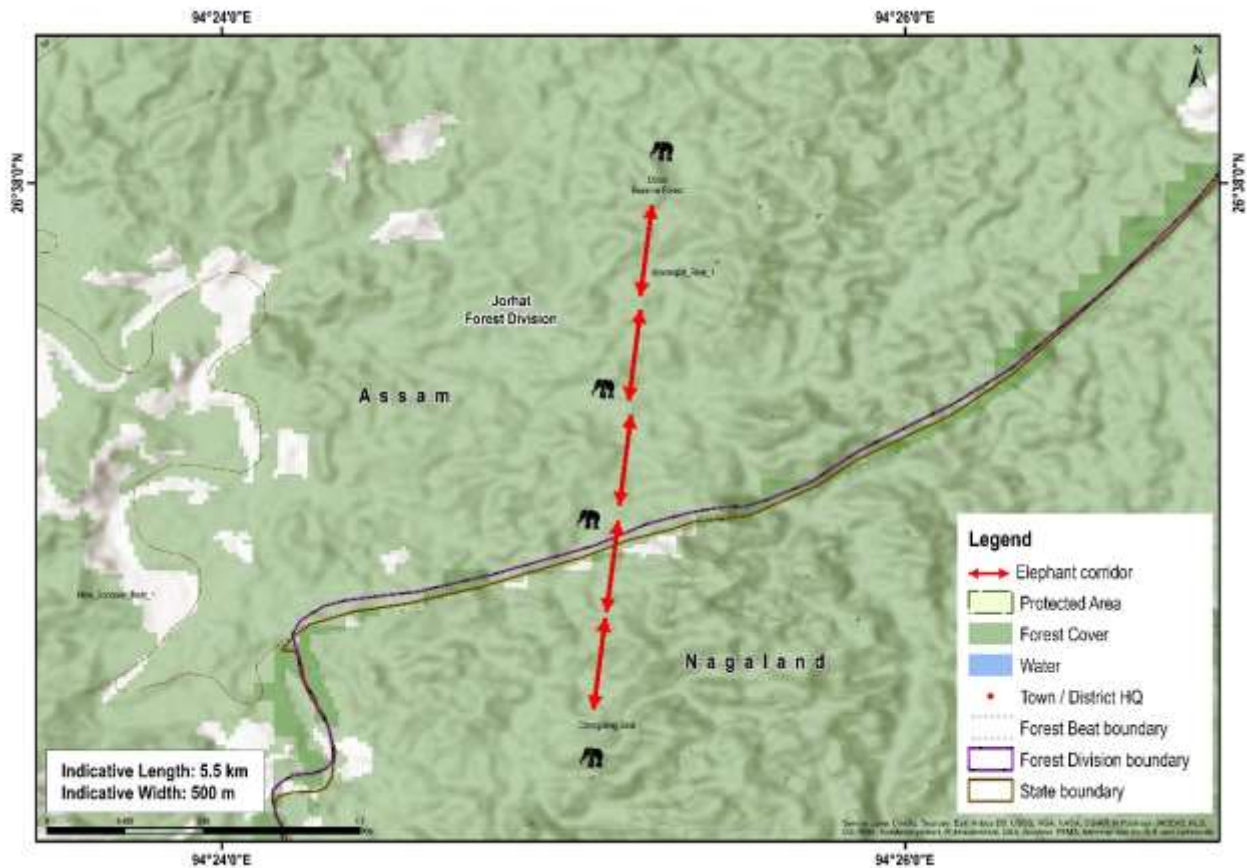 94°24'0"E 94°26'0"E
N
26°38'0"N 26°38'0"N
Reserve Forest
Jorhat
Forest Division
Assam
Nagaland
Legend
Elephant corridor
Protected Area
Forest Cover
Water
Town / District HQ
Forest Beat boundary
Forest Division boundary
State boundary
Indicative Length: 5.5 km
Indicative Width: 500 m
94°24'0"E 94°26'0"E